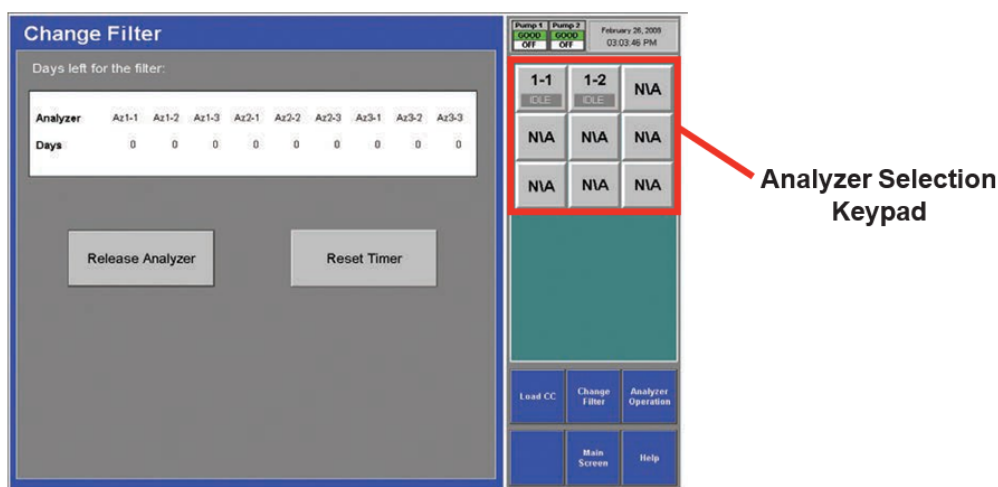 Change Filter
Days left for the filter:
Analyzer Az1-1 Az1-2 Az1-3 Az2-1 Az2-2 Az2-3 Az3-1 Az3-2 Az3-3
Days 0 0 0 0 0 0 0 0 0
Release Analyzer Reset Timer
Pump 1 Pump 2
GOOD GOOD
OFF OFF
February 26, 2008
03:03:46 PM
1-1 1-2 N\A
IDLE IDLE
N\A N\A N\A
N\A N\A N\A
Load CC Change Filter Analyzer Operation
Main Screen Help
Analyzer Selection
Keypad